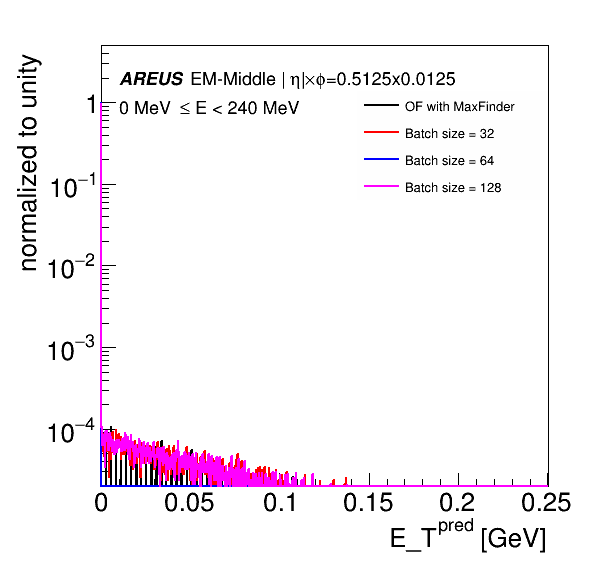 AREUS EM-Middle | η|×ϕ=0.5125x0.0125
0 MeV ≤ E < 240 MeV
OF with MaxFinder
Batch size = 32
Batch size = 64
Batch size = 128
normalized to unity
1
10⁻¹
10⁻²
10⁻³
10⁻⁴
0 0.05 0.1 0.15 0.2 0.25
E_T^pred [GeV]